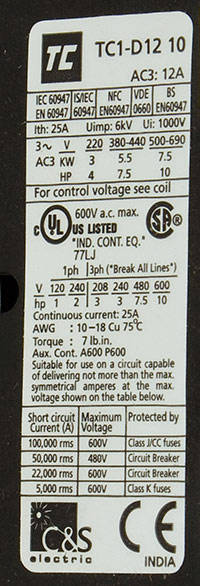 TC TC1-D12 10
AC3: 12A
IEC 60947 IS/IEC NFC VDE BS
EN 60947 60947 EN60947 0660 EN60947
Ith: 25A Uimp: 6kV Ui: 1000V
3~ V 220 380-440 500-690
AC3 KW 3 5.5 7.5
HP 4 7.5 10
For control voltage see coil
UL 600V a.c. max.
US LISTED
"IND. CONT. EQ."
77LJ
1ph 3ph ("Break All Lines")
V 120 240 208 240 480 600
hp 1 2 3 3 7.5 10
Continuous current: 25A
AWG : 10-18 Cu 75°C
Torque : 7 lb.in.
Aux. Cont. A600 P600
Suitable for use on a circuit capable
of delivering not more than the max.
symmetrical amperes at the max.
voltage shown on the table below.
Short circuit Maximum Protected by
Current (A) Voltage
100,000 rms 600V Class J/CC fuses
50,000 rms 480V Circuit Breaker
22,000 rms 600V Circuit Breaker
5,000 rms 600V Class K fuses
C&S CE
electric INDIA